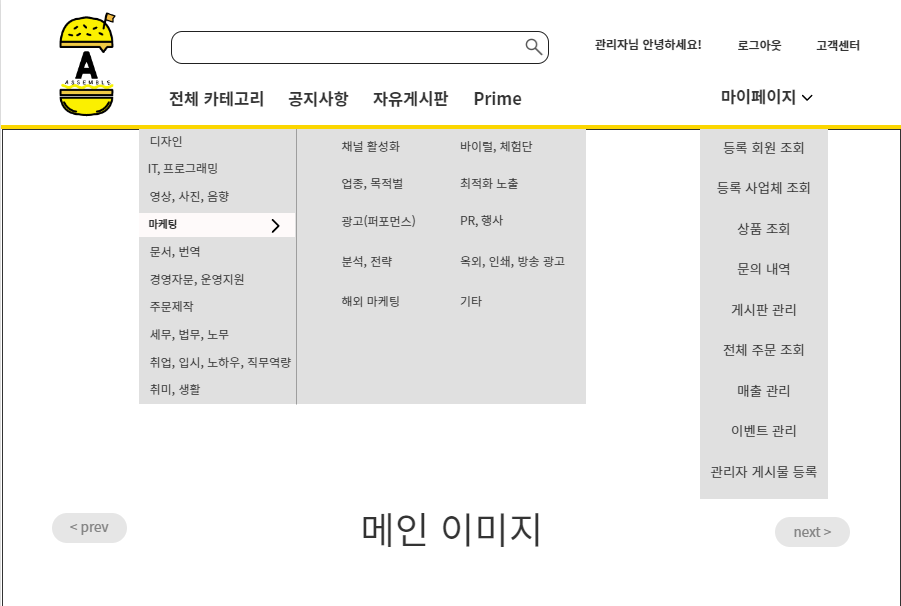 관리자님 안녕하세요! 로그아웃 고객센터
A
ASSEMBLE
전체 카테고리 공지사항 자유게시판 Prime 마이페이지
디자인
IT, 프로그래밍
영상, 사진, 음향
마케팅
문서, 번역
경영자문, 운영지원
주문제작
세무, 법무, 노무
취업, 입시, 노하우, 직무역량
취미, 생활
채널 활성화 바이럴, 체험단
업종, 목적별 최적화 노출
광고(퍼포먼스) PR, 행사
분석, 전략 옥외, 인쇄, 방송 광고
해외 마케팅 기타
등록 회원 조회
등록 사업체 조회
상품 조회
문의 내역
게시판 관리
전체 주문 조회
매출 관리
이벤트 관리
관리자 게시물 등록
< prev 메인 이미지 next >